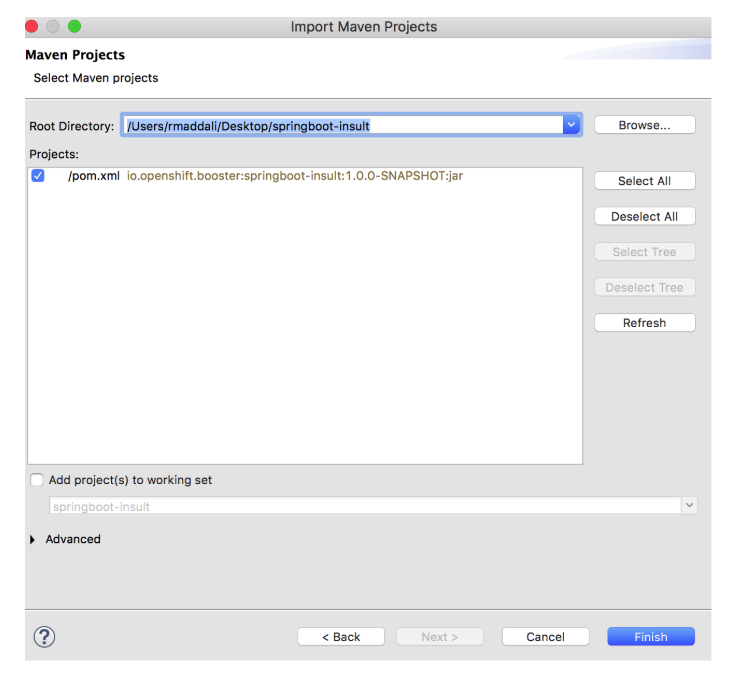 Import Maven Projects
Maven Projects
Select Maven projects
Root Directory: /Users/rmaddali/Desktop/springboot-insult Browse...
Projects:
/pom.xml io.openshift.booster:springboot-insult:1.0.0-SNAPSHOT:jar
Select All
Deselect All
Select Tree
Deselect Tree
Refresh
Add project(s) to working set
springboot-insult
Advanced
? < Back Next > Cancel Finish